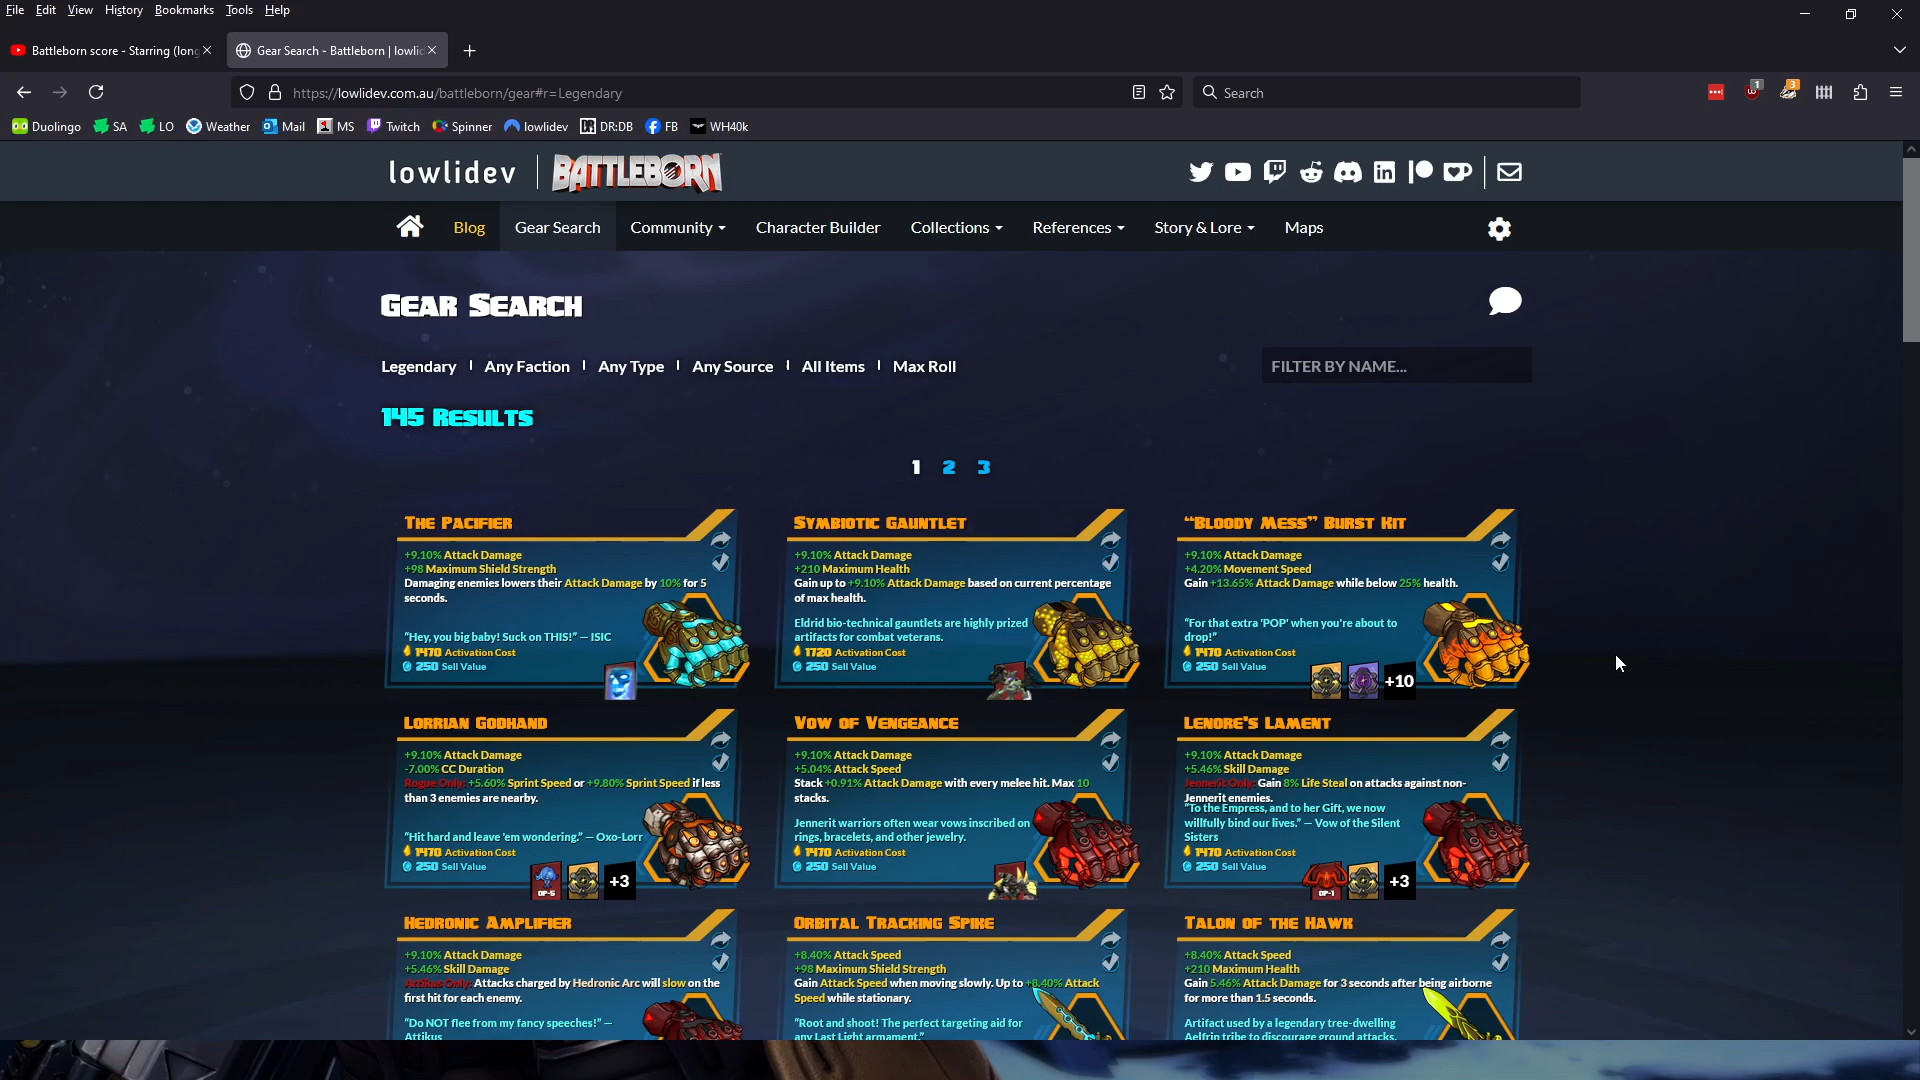 File Edit View History Bookmarks Tools Help
Battleborn score - Starring (long
Gear Search - Battleborn | lowlid
https://lowlidev.com.au/battleborn/gear#r=Legendary
Search
1
3
Duolingo SA LO Weather Mail MS Twitch Spinner lowlidev DR:DB FB WH40k
lowlidev BATTLEBORN
Blog Gear Search Community Character Builder Collections References Story & Lore Maps
Gear Search
Legendary Any Faction Any Type Any Source All Items Max Roll
FILTER BY NAME...
145 Results
1 2 3
The Pacifier
+9.10% Attack Damage
+98 Maximum Shield Strength
Damaging enemies lowers their Attack Damage by 10% for 5
seconds.
"Hey, you big baby! Suck on THIS!" — ISIC
1470 Activation Cost
250 Sell Value
Symbiotic Gauntlet
+9.10% Attack Damage
+210 Maximum Health
Gain up to +9.10% Attack Damage based on current percentage
of max health.
Eldrid bio-technical gauntlets are highly prized
artifacts for combat veterans.
1720 Activation Cost
250 Sell Value
“Bloody Mess” Burst Kit
+9.10% Attack Damage
+4.20% Movement Speed
Gain +13.65% Attack Damage while below 25% health.
"For that extra 'POP' when you're about to
drop!"
1470 Activation Cost
250 Sell Value
+10
Lorrian Godhand
+9.10% Attack Damage
-7.00% CC Duration
Rogue Only: +5.60% Sprint Speed or +9.80% Sprint Speed if less
than 3 enemies are nearby.
"Hit hard and leave 'em wondering." — Oxo-Lorr
1470 Activation Cost
250 Sell Value
OP-5
+3
Vow of Vengeance
+9.10% Attack Damage
+5.04% Attack Speed
Stack +0.91% Attack Damage with every melee hit. Max 10
stacks.
Jennerit warriors often wear vows inscribed on
rings, bracelets, and other jewelry.
1470 Activation Cost
250 Sell Value
Lenore's Lament
+9.10% Attack Damage
+5.46% Skill Damage
Jennerit Only: Gain 8% Life Steal on attacks against non-
Jennerit enemies.
"To the Empress, and to her Gift, we now
willfully bind our lives." — Vow of the Silent
Sisters
1470 Activation Cost
250 Sell Value
OP-1
+3
Hedronic Amplifier
+9.10% Attack Damage
+5.46% Skill Damage
Attikus Only: Attacks charged by Hedronic Arc will slow on the
first hit for each enemy.
"Do NOT flee from my fancy speeches!" —
Attikus
Orbital Tracking Spike
+8.40% Attack Speed
+98 Maximum Shield Strength
Gain Attack Speed when moving slowly. Up to +8.40% Attack
Speed while stationary.
"Root and shoot! The perfect targeting aid for
any Last Light armament."
Talon of the Hawk
+8.40% Attack Speed
+210 Maximum Health
Gain 5.46% Attack Damage for 3 seconds after being airborne
for more than 1.5 seconds.
Artifact used by a legendary tree-dwelling
Aelfrin tribe to discourage ground attacks.